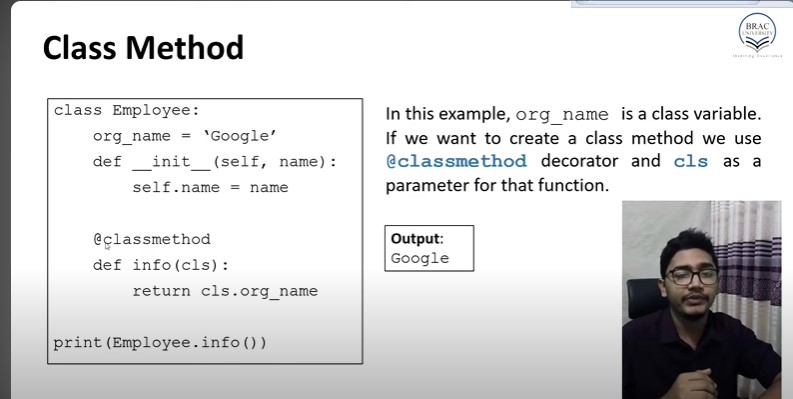 Class Method
BRAC
UNIVERSITY
class Employee:
org_name = ‘Google’
def __init__(self, name):
self.name = name
@classmethod
def info(cls):
return cls.org_name
print(Employee.info())
In this example, org_name is a class variable.
If we want to create a class method we use
@classmethod decorator and cls as a
parameter for that function.
Output:
Google